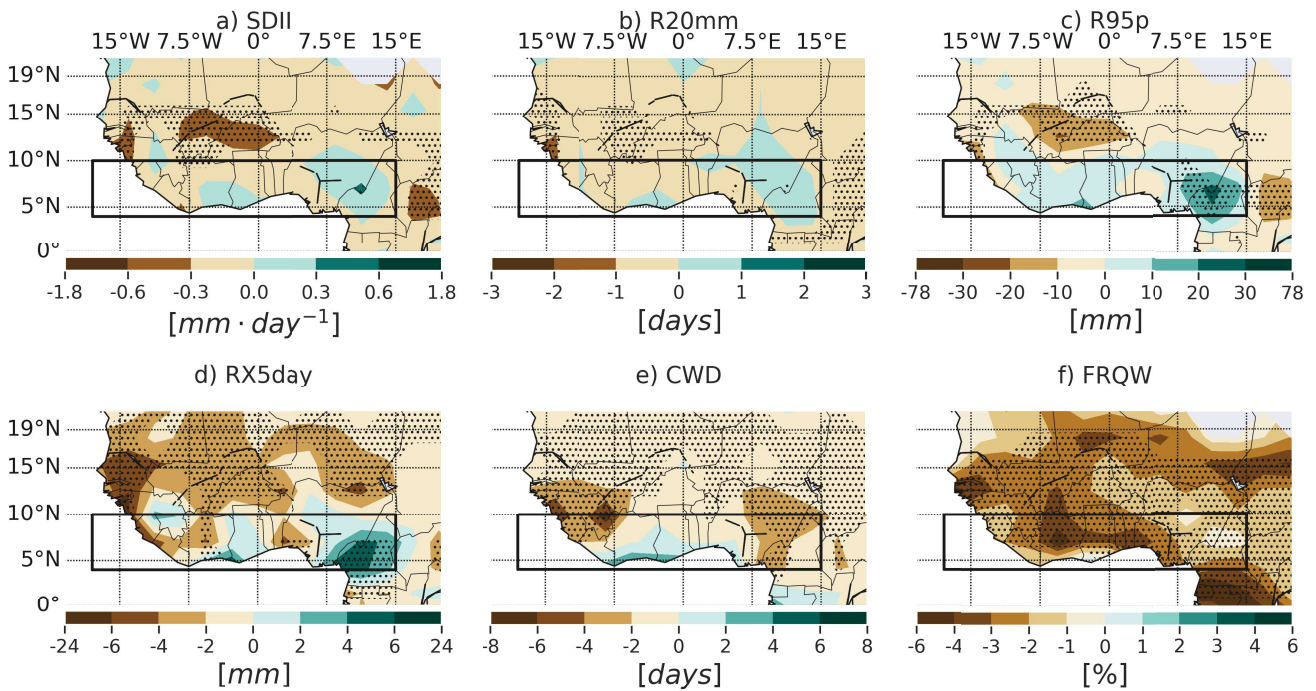 a) SDII
b) R20mm
c) R95p
15°W 7.5°W 0° 7.5°E 15°E
15°W 7.5°W 0° 7.5°E 15°E
15°W 7.5°W 0° 7.5°E 15°E
19°N
15°N
10°N
5°N
0°
-1.8 -0.6 -0.3 0.0 0.3 0.6 1.8
-3 -2 -1 0 1 2 3
-78 -30 -20 -10 0 10 20 30 78
[mm · day⁻¹]
[days]
[mm]
d) RX5day
e) CWD
f) FRQW
19°N
15°N
10°N
5°N
0°
-24 -6 -4 -2 0 2 4 6 24
-8 -6 -4 -2 0 2 4 6 8
-6 -4 -3 -2 -1 0 1 2 3 4 6
[mm]
[days]
[%]